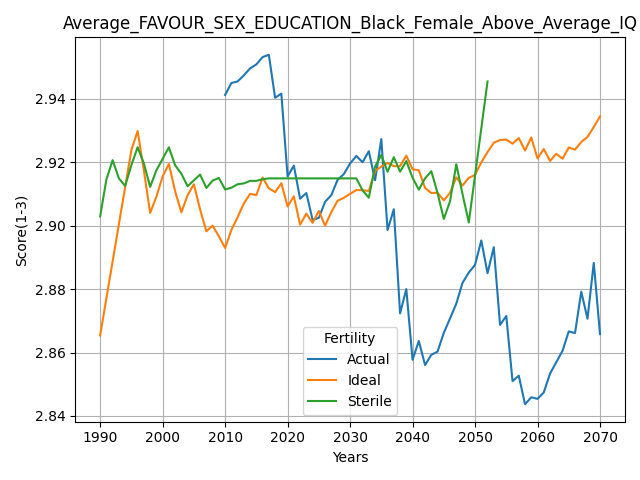 Average_FAVOUR_SEX_EDUCATION_Black_Female_Above_Average_IQ
Score(1-3)
2.94
2.92
2.90
2.88
2.86
2.84
Fertility
Actual
Ideal
Sterile
1990 2000 2010 2020 2030 2040 2050 2060 2070
Years